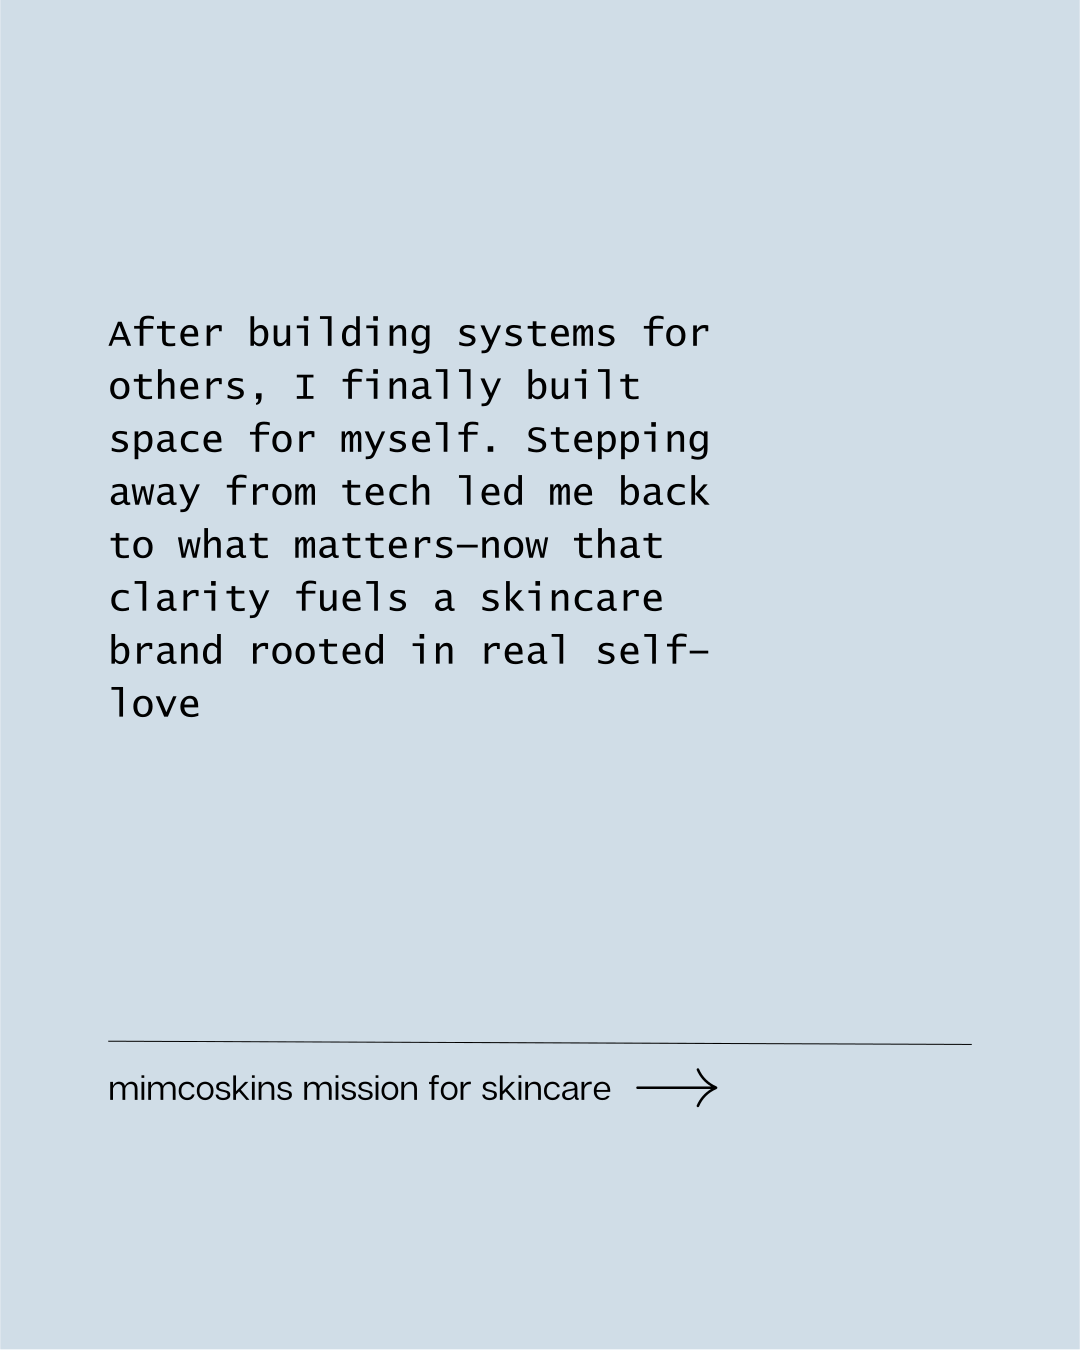 After building systems for
others, I finally built
space for myself. Stepping
away from tech led me back
to what matters—now that
clarity fuels a skincare
brand rooted in real self-
love
mimcoskins mission for skincare